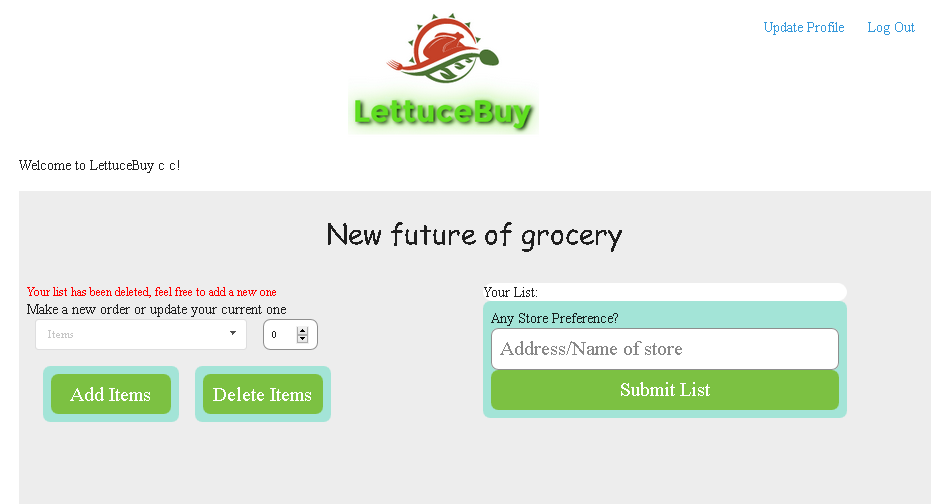 Update Profile Log Out
LettuceBuy
Welcome to LettuceBuy c c!
New future of grocery
Your list has been deleted, feel free to add a new one
Make a new order or update your current one
Items 0
Add Items Delete Items
Your List:
Any Store Preference?
Address/Name of store
Submit List